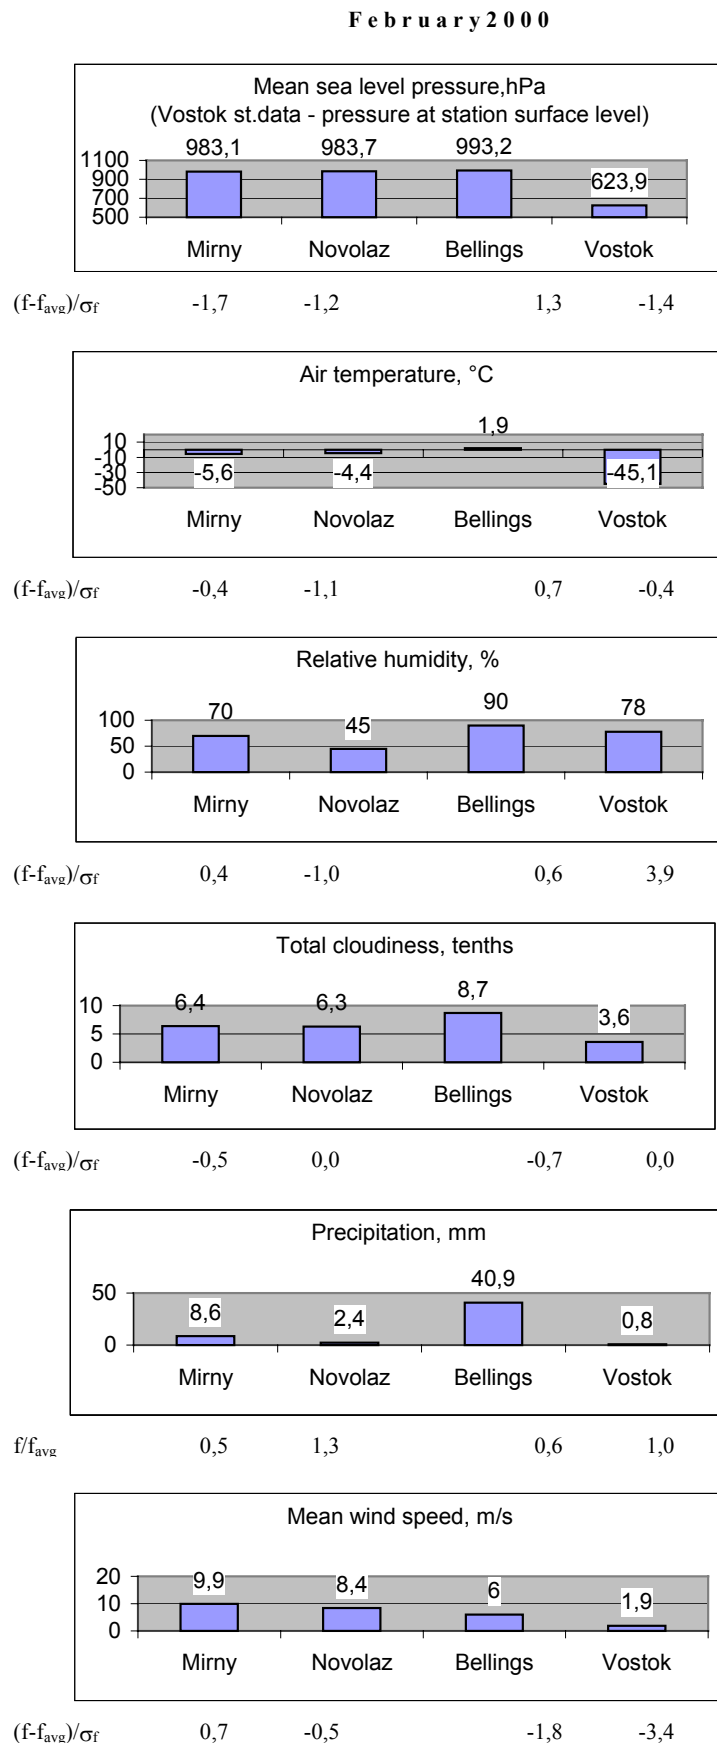 F e b r u a r y 2 0 0 0
Mean sea level pressure,hPa
(Vostok st.data - pressure at station surface level)
983,1 983,7 993,2 623,9
1100
900
700
500
Mirny Novolaz Bellings Vostok
(f-favg)/σf -1,7 -1,2 1,3 -1,4
Air temperature, °C
1,9
10
-10
-30
-50
-5,6 -4,4 -45,1
Mirny Novolaz Bellings Vostok
(f-favg)/σf -0,4 -1,1 0,7 -0,4
Relative humidity, %
70 45 90 78
100
50
0
Mirny Novolaz Bellings Vostok
(f-favg)/σf 0,4 -1,0 0,6 3,9
Total cloudiness, tenths
6,4 6,3 8,7 3,6
10
5
0
Mirny Novolaz Bellings Vostok
(f-favg)/σf -0,5 0,0 -0,7 0,0
Precipitation, mm
8,6 2,4 40,9 0,8
50
0
Mirny Novolaz Bellings Vostok
f/favg 0,5 1,3 0,6 1,0
Mean wind speed, m/s
9,9 8,4 6 1,9
20
10
0
Mirny Novolaz Bellings Vostok
(f-favg)/σf 0,7 -0,5 -1,8 -3,4